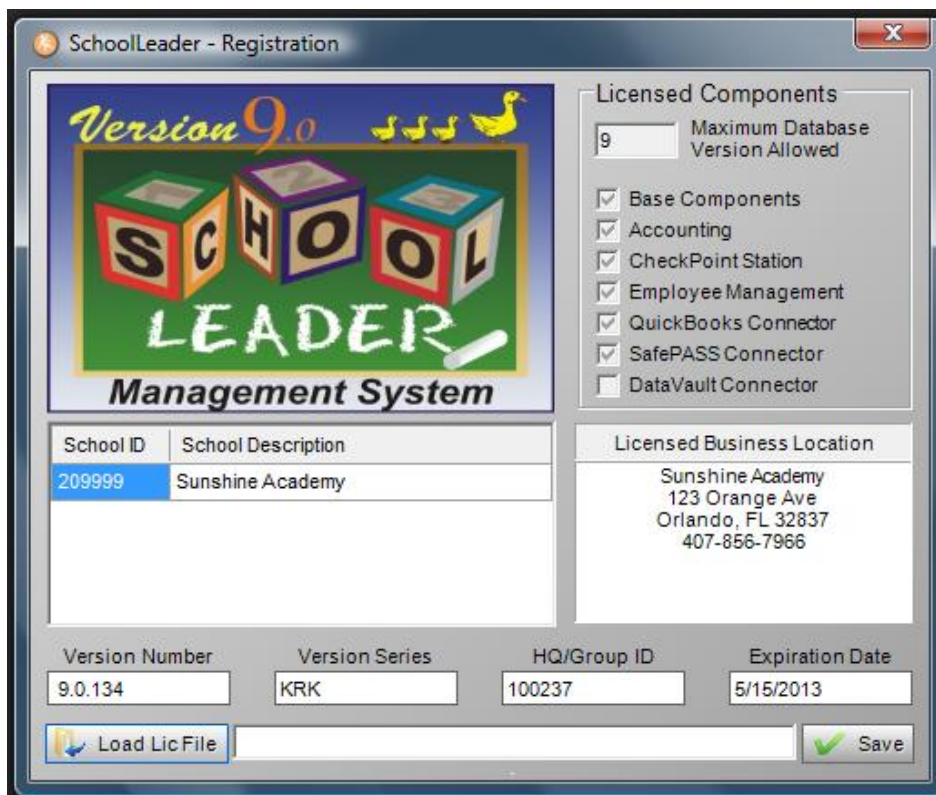 SchoolLeader - Registration
Version 9.0
SCHOOL
LEADER
Management System
Licensed Components
9
Maximum Database
Version Allowed
Base Components
Accounting
CheckPoint Station
Employee Management
QuickBooks Connector
SafePASS Connector
DataVault Connector
School ID School Description
209999 Sunshine Academy
Licensed Business Location
Sunshine Academy
123 Orange Ave
Orlando, FL 32837
407-856-7966
Version Number Version Series HQ/Group ID Expiration Date
9.0.134 KRK 100237 5/15/2013
Load Lic File Save